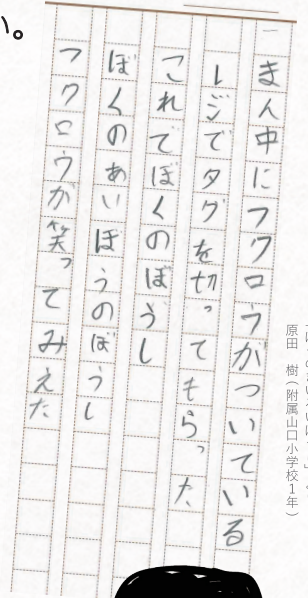 い。
まん中にフクロウがついている
レジでタグを切ってもらった
これでぼくのぼうし
ぼくのあいぼうのぼうし
フクロウが笑ってみえた
原田 樹(附属山口小学校1年)